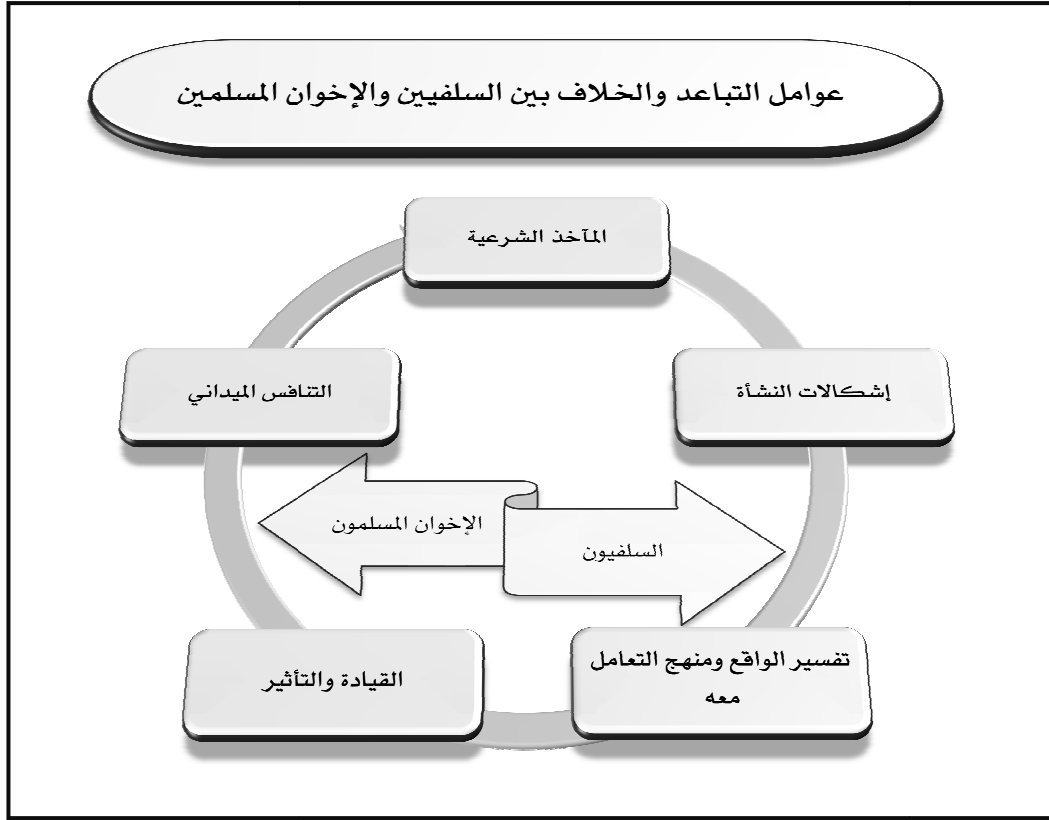 عوامل التباعد والخلاف بين السلفيين والإخوان المسلمين
المآخذ الشرعية
إشكالات النشأة
التنافس الميداني
الإخوان المسلمون
السلفيون
تفسير الواقع ومنهج التعامل
معه
القيادة والتأثير